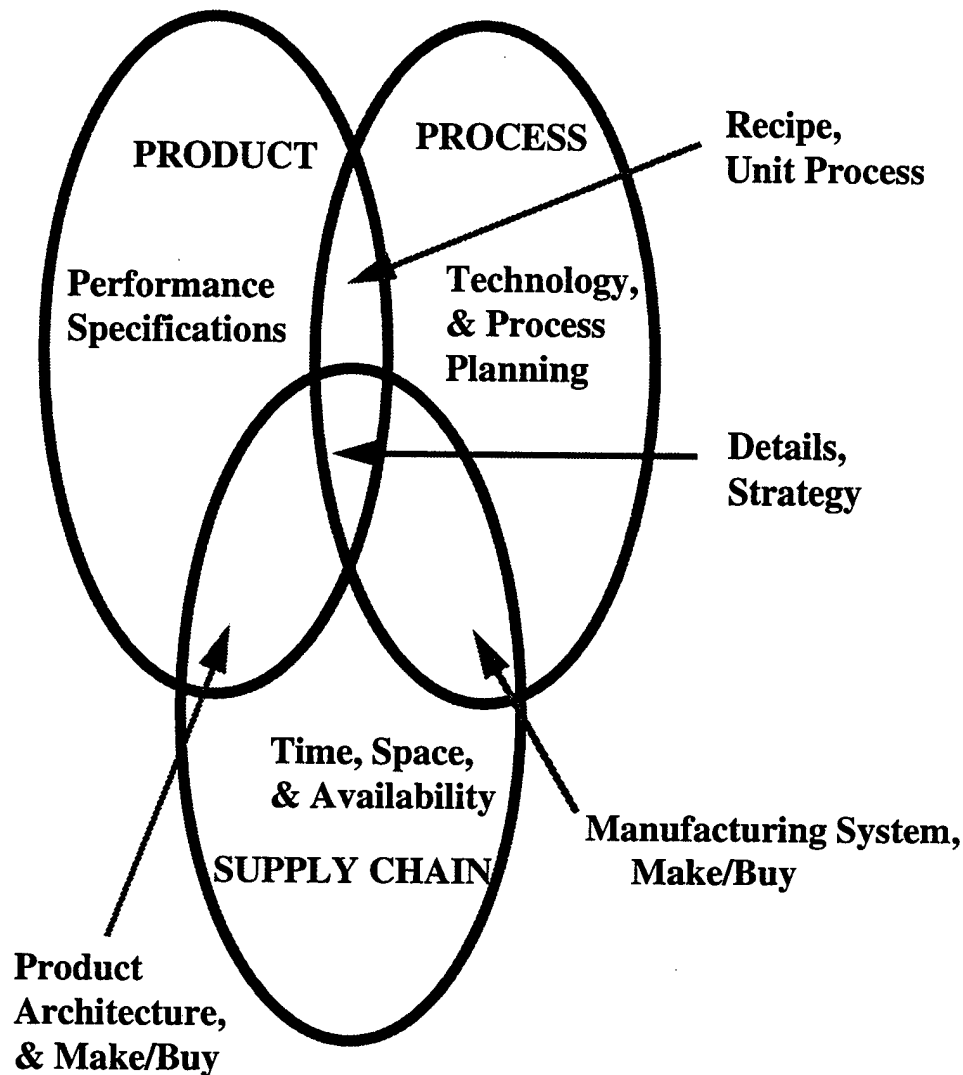 PRODUCT
PROCESS
Recipe,
Unit Process
Performance
Specifications
Technology,
& Process
Planning
Details,
Strategy
Time, Space,
& Availability
SUPPLY CHAIN
Manufacturing System,
Make/Buy
Product
Architecture,
& Make/Buy